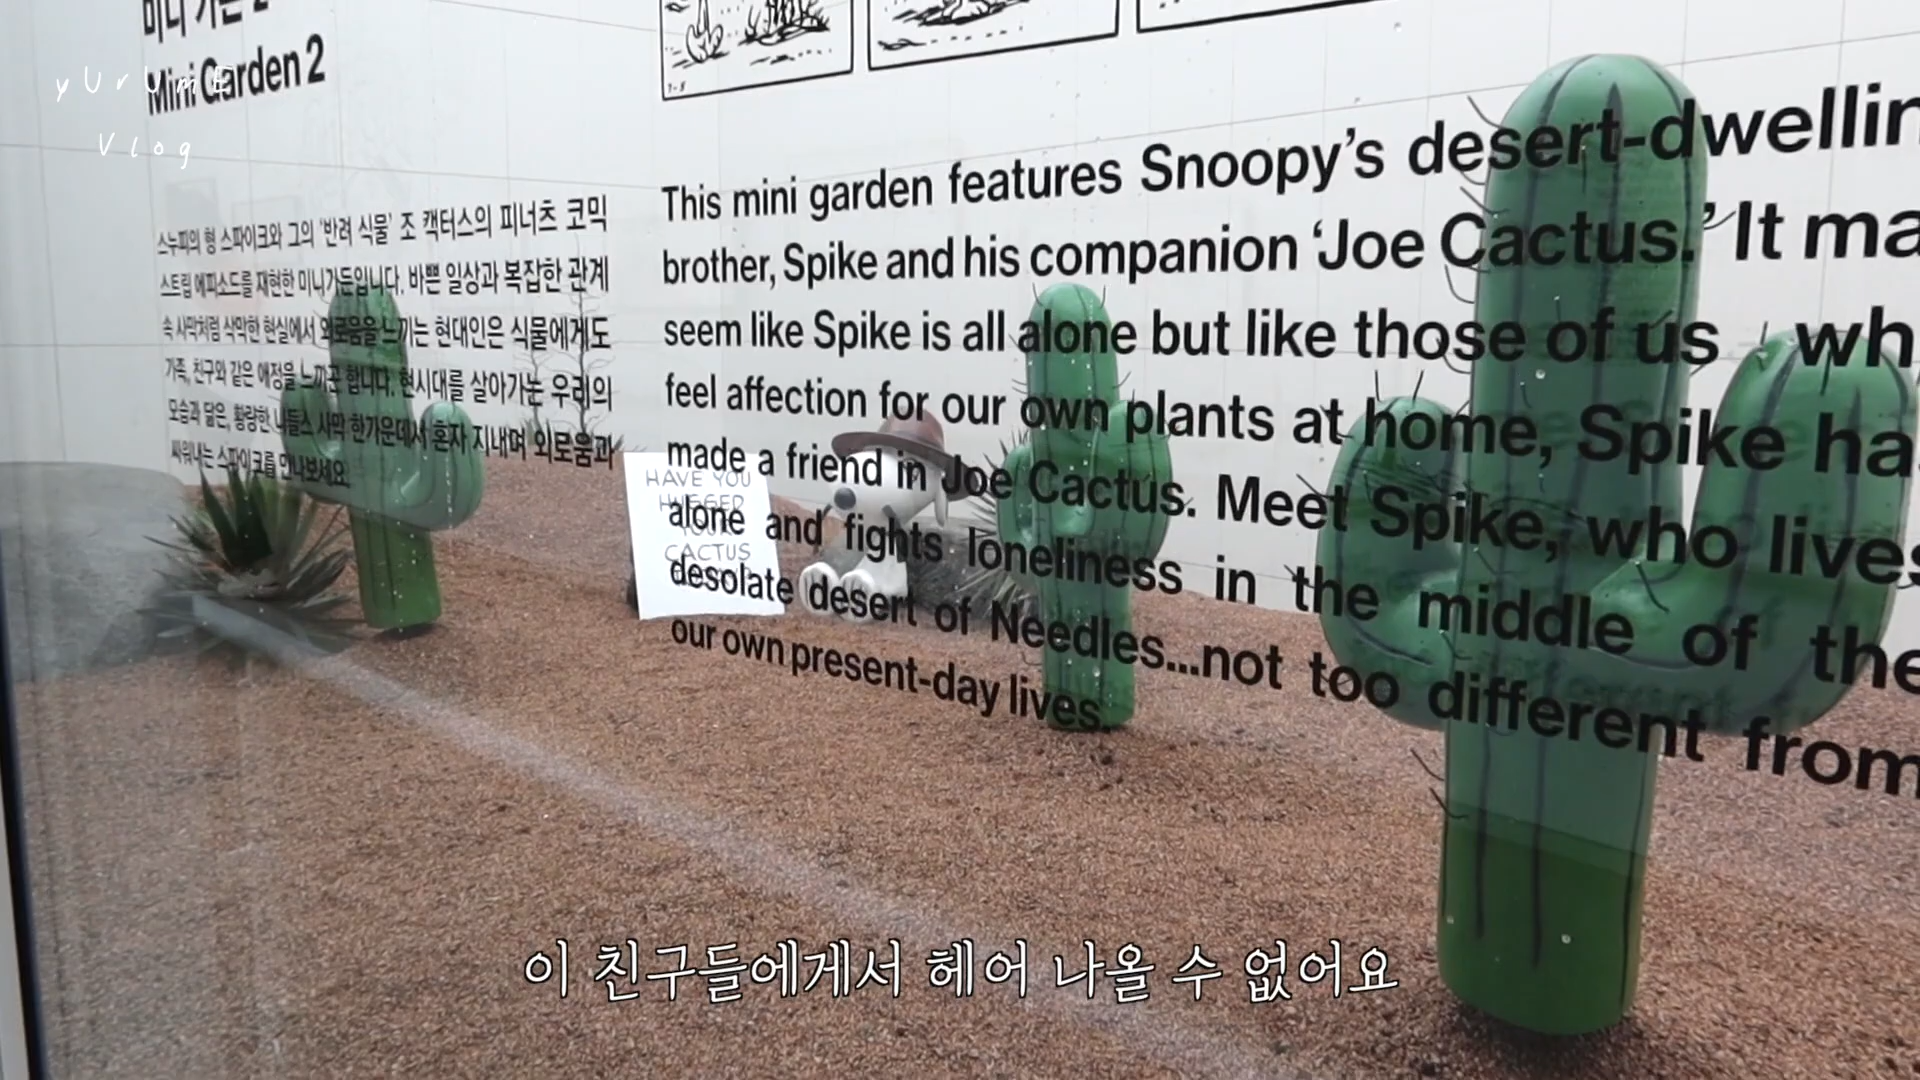 yUrUmE
Vlog
미니 가든 2
Mini Garden 2
스누피의 형 스파이크와 그의 '반려 식물' 조 캑터스의 피너츠 코믹
스트립 에피소드를 재현한 미니가든입니다. 바쁜 일상과 복잡한 관계
속 사막처럼 삭막한 현실에서 외로움을 느끼는 현대인은 식물에게도
가족, 친구와 같은 애정을 느끼곤 합니다. 현시대를 살아가는 우리의
모습과 닮은, 황량한 니들스 사막 한가운데서 혼자 지내며 외로움과
싸워내는 스파이크를 만나보세요.
This mini garden features Snoopy's desert-dwellin
brother, Spike and his companion 'Joe Cactus.' It ma
seem like Spike is all alone but like those of us wh
feel affection for our own plants at home, Spike ha
made a friend in Joe Cactus. Meet Spike, who lives
alone and fights loneliness in the middle of the
desolate desert of Needles...not too different from
our own present-day lives.
HAVE YOU
HUGGED
YOUR
CACTUS
이 친구들에게서 헤어 나올 수 없어요